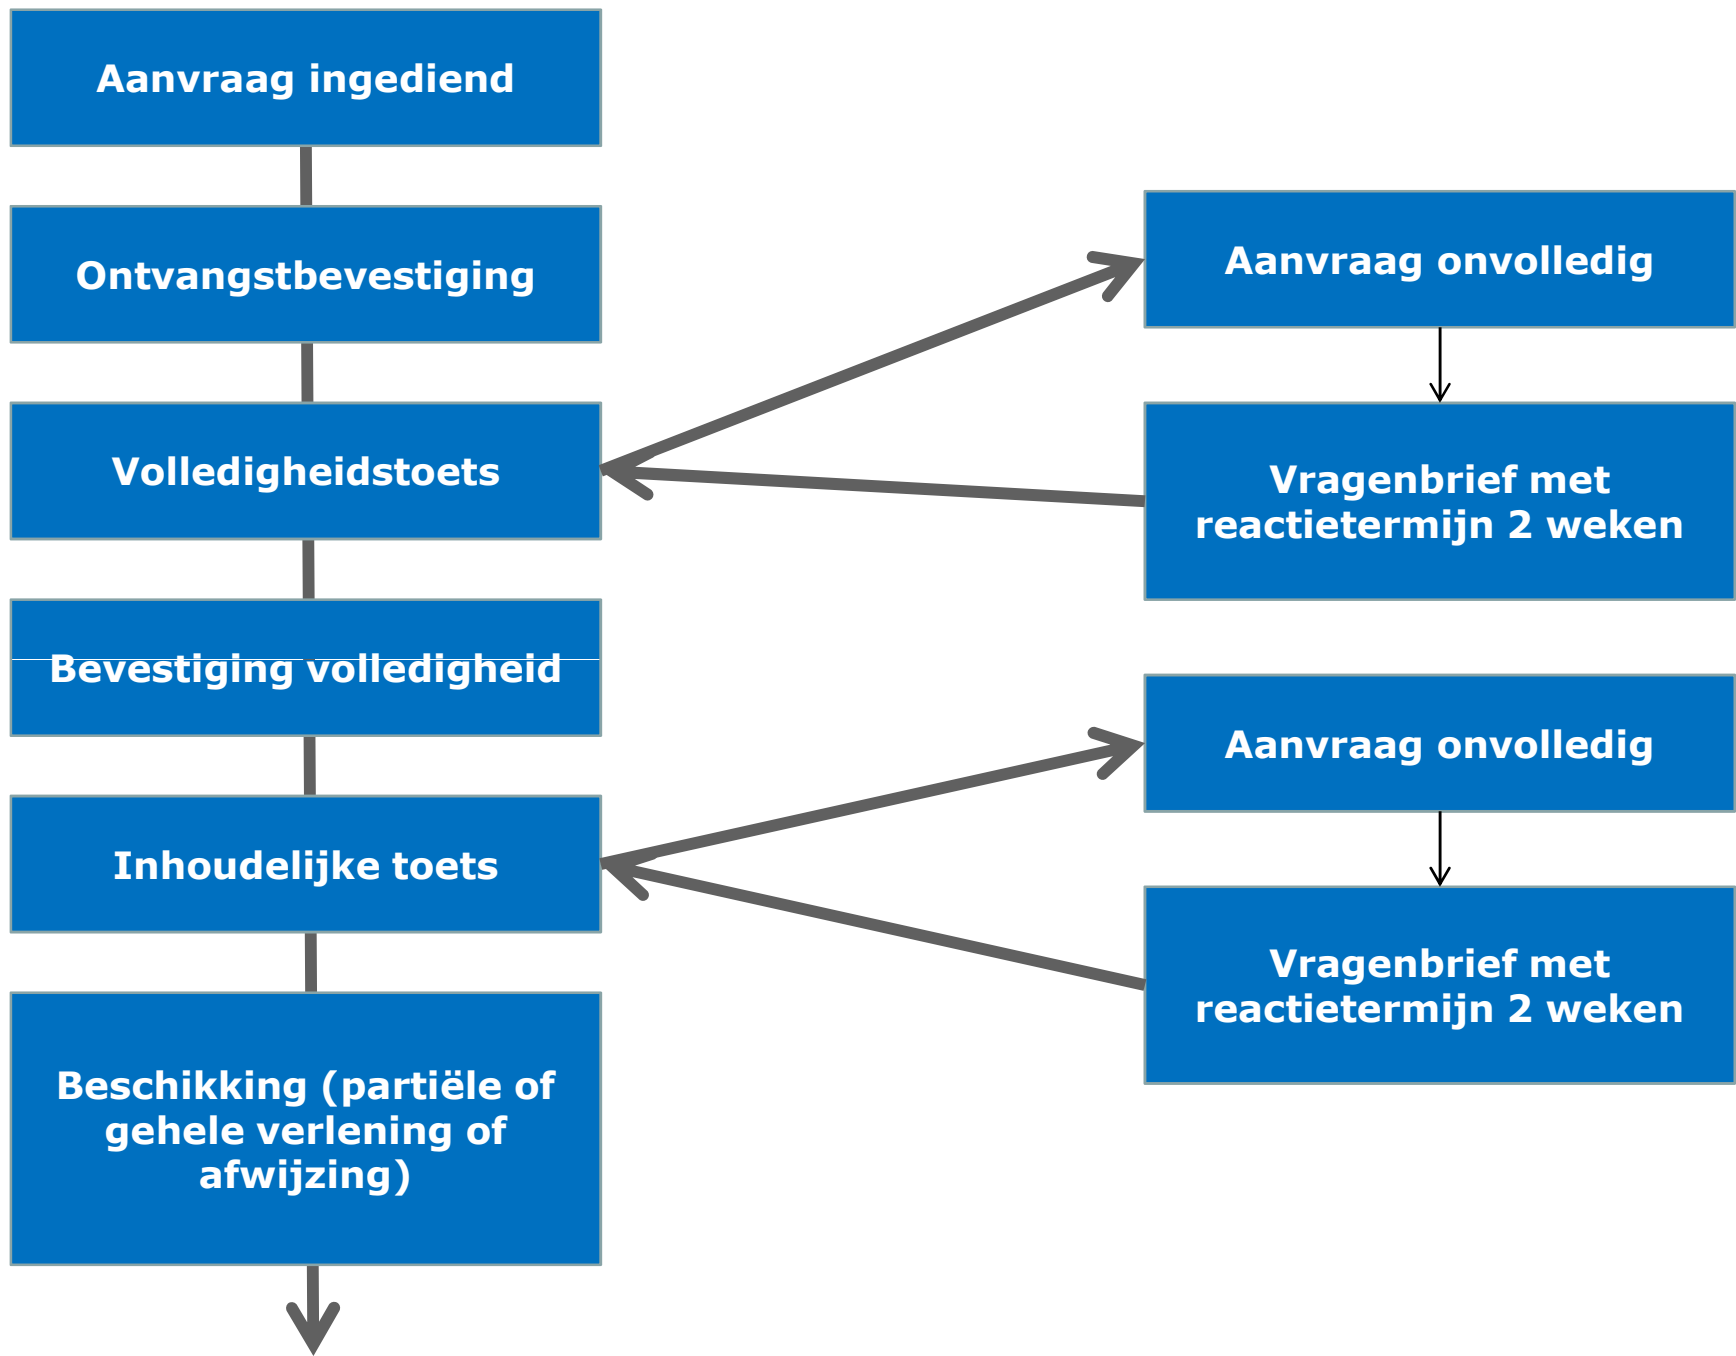 Aanvraag ingediend
Ontvangstbevestiging
Volledigheidstoets
Bevestiging volledigheid
Inhoudelijke toets
Beschikking (partiële of
gehele verlening of
afwijzing)
Aanvraag onvolledig
Vragenbrief met
reactietermijn 2 weken
Aanvraag onvolledig
Vragenbrief met
reactietermijn 2 weken